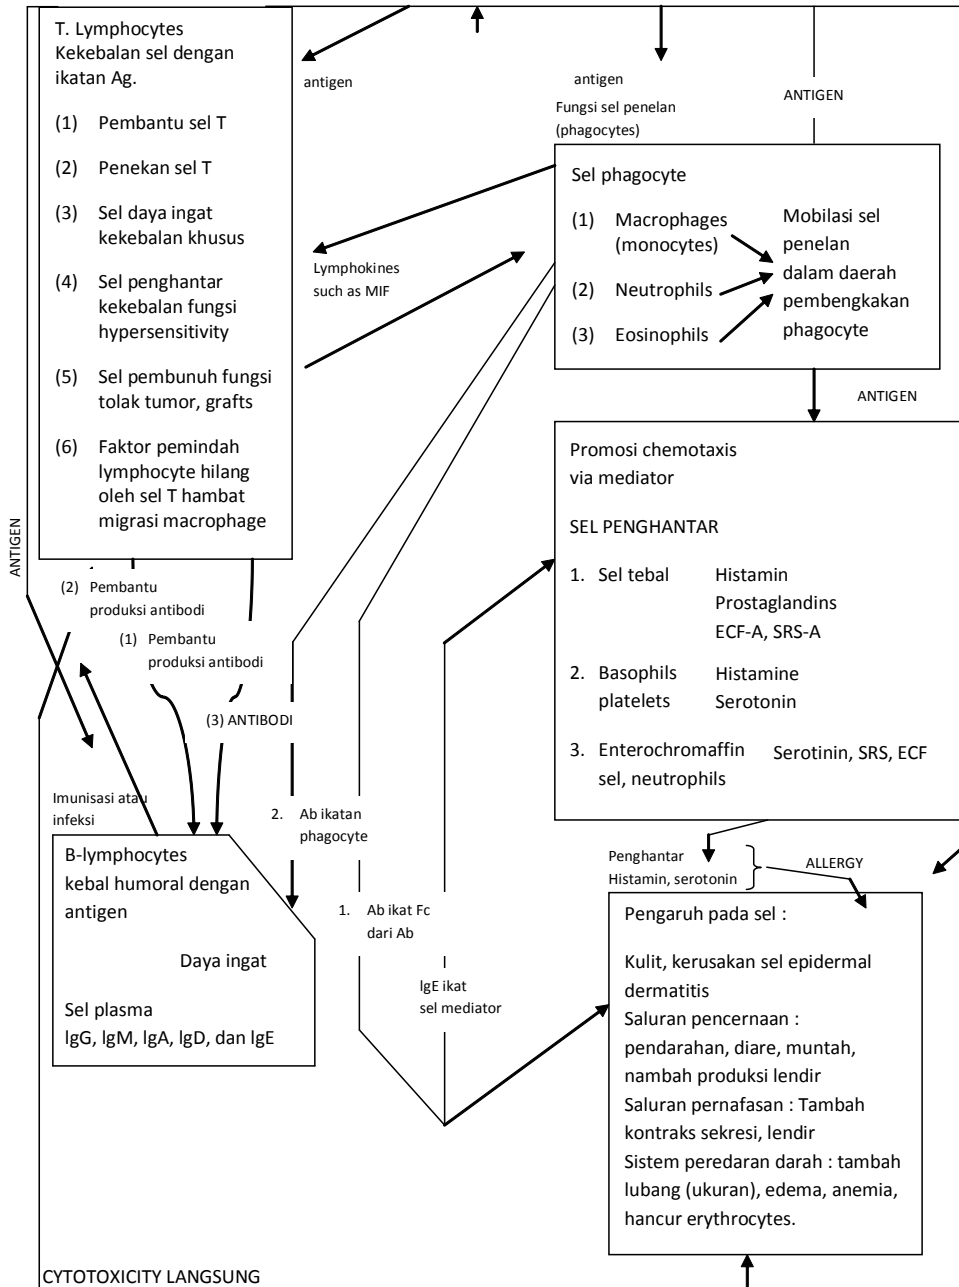 T. Lymphocytes
Kekebalan sel dengan
ikatan Ag.
(1) Pembantu sel T
(2) Penekan sel T
(3) Sel daya ingat
kekebalan khusus
(4) Sel penghantar
kekebalan fungsi
hypersensitivity
(5) Sel pembunuh fungsi
tolak tumor, grafts
(6) Faktor pemindah
lymphocyte hilang
oleh sel T hambat
migrasi macrophage
antigen
antigen
Fungsi sel penelan
(phagocytes)
ANTIGEN
Sel phagocyte
(1) Macrophages
(monocytes)
(2) Neutrophils
(3) Eosinophils
Mobilasi sel
penelan
dalam daerah
pembengkakan
phagocyte
Lymphokines
such as MIF
ANTIGEN
Promosi chemotaxis
via mediator
SEL PENGHANTAR
1. Sel tebal Histamin
Prostaglandins
ECF-A, SRS-A
2. Basophils Histamine
platelets Serotonin
3. Enterochromaffin Serotinin, SRS, ECF
sel, neutrophils
ANTIGEN
(2) Pembantu
produksi antibodi
(1) Pembantu
produksi antibodi
(3) ANTIBODI
Imunisasi atau
infeksi
B-lymphocytes
kebal humoral dengan
antigen
Daya ingat
Sel plasma
lgG, lgM, lgA, lgD, dan lgE
2. Ab ikatan
phagocyte
1. Ab ikat Fc
dari Ab
lgE ikat
sel mediator
Penghantar
Histamin, serotonin
ALLERGY
Pengaruh pada sel :
Kulit, kerusakan sel epidermal
dermatitis
Saluran pencernaan :
pendarahan, diare, muntah,
nambah produksi lendir
Saluran pernafasan : Tambah
kontraks sekresi, lendir
Sistem peredaran darah : tambah
lubang (ukuran), edema, anemia,
hancur erythrocytes.
CYTOTOXICITY LANGSUNG